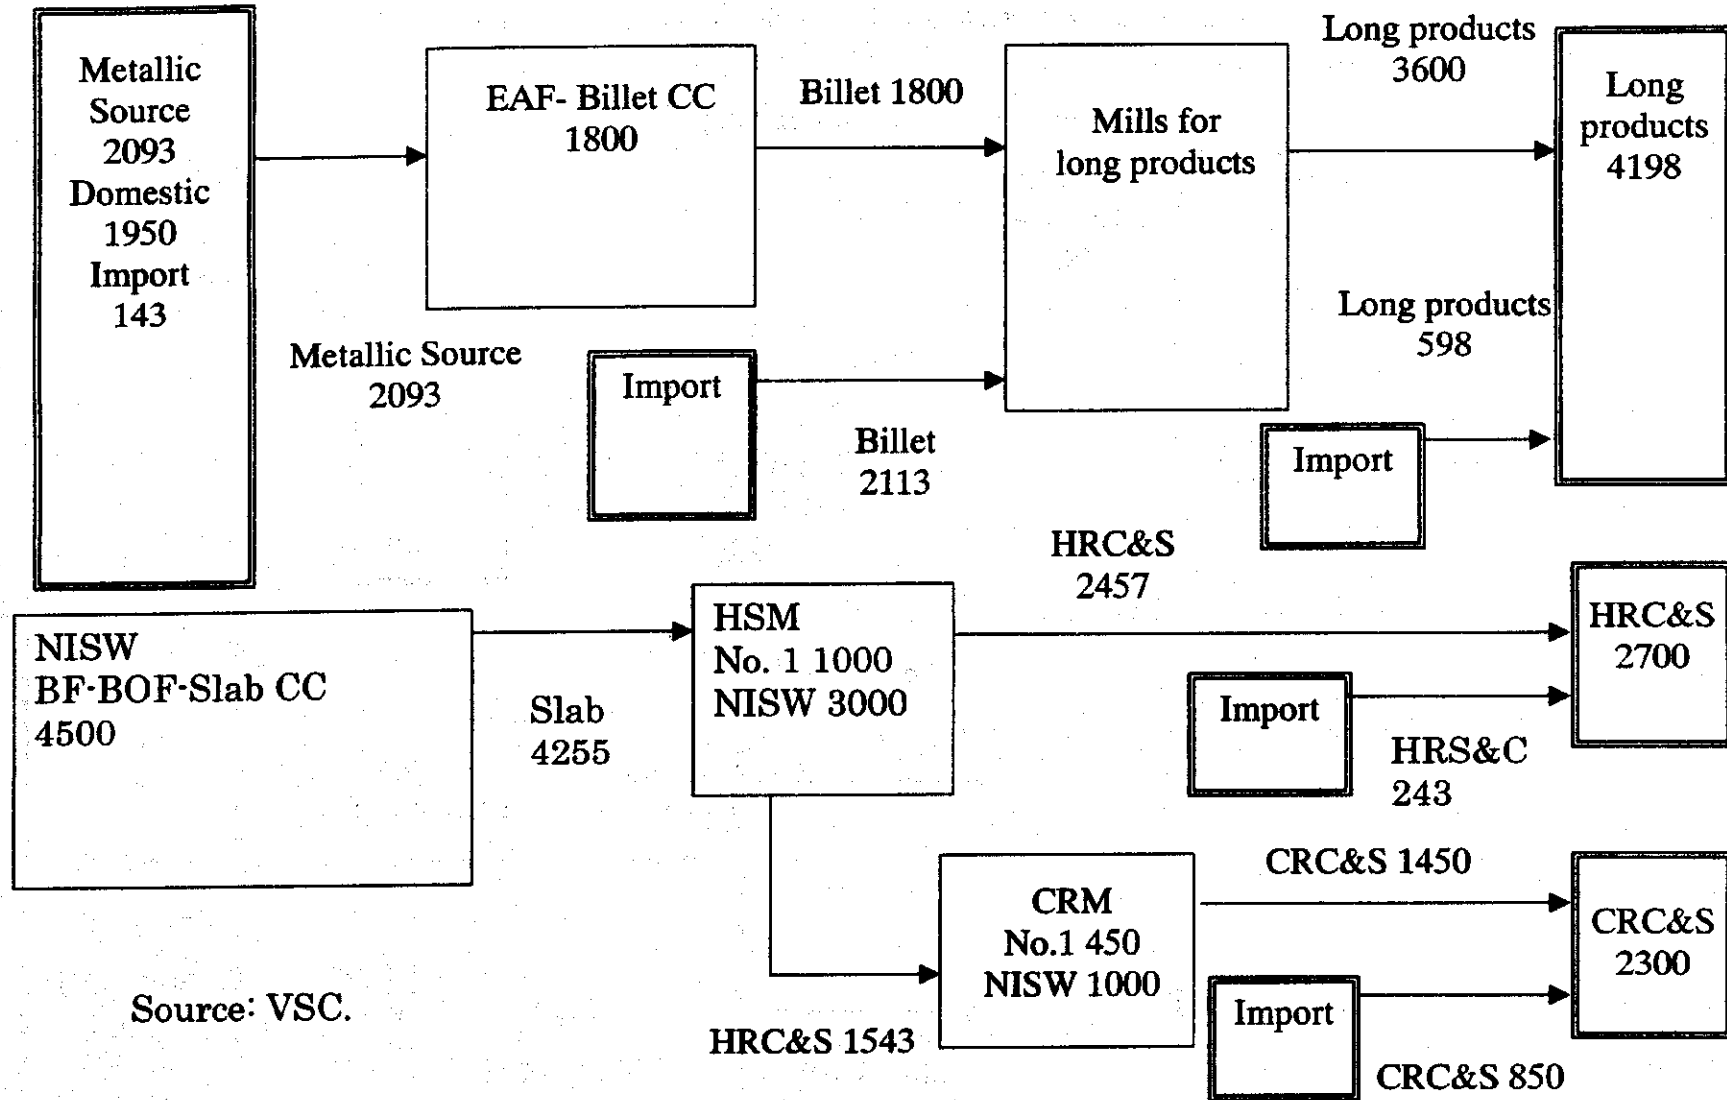 Metallic
Source
2093
Domestic
1950
Import
143
Metallic Source
2093
EAF- Billet CC
1800
Billet 1800
Import
Billet
2113
Mills for
long products
Long products
3600
Long products
598
Import
Long
products
4198
NISW
BF-BOF-Slab CC
4500
Slab
4255
HSM
No. 1 1000
NISW 3000
HRC&S
2457
Import
HRS&C
243
HRC&S
2700
HRC&S 1543
CRM
No.1 450
NISW 1000
CRC&S 1450
Import
CRC&S 850
CRC&S
2300
Source: VSC.